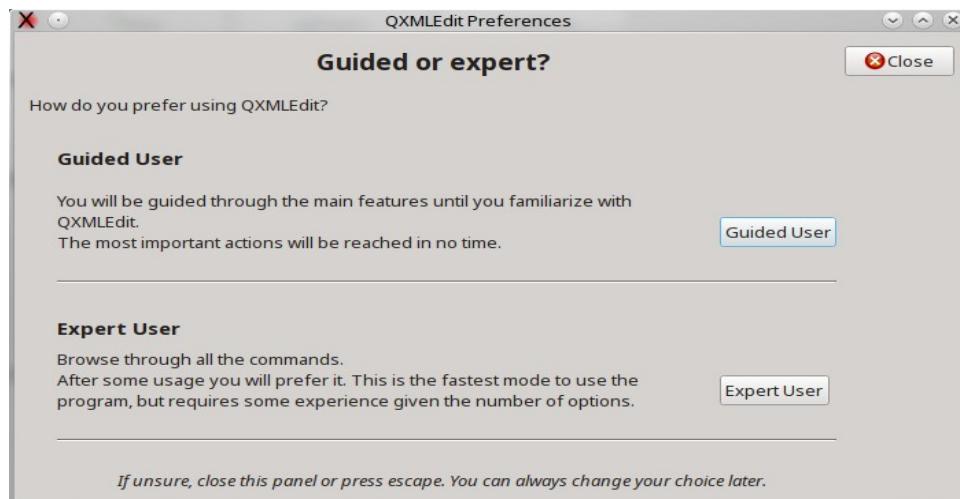 QXMLEdit Preferences
Guided or expert?
Close
How do you prefer using QXMLEdit?
Guided User
You will be guided through the main features until you familiarize with
QXMLEdit.
The most important actions will be reached in no time.
Guided User
Expert User
Browse through all the commands.
After some usage you will prefer it. This is the fastest mode to use the
program, but requires some experience given the number of options.
Expert User
If unsure, close this panel or press escape. You can always change your choice later.